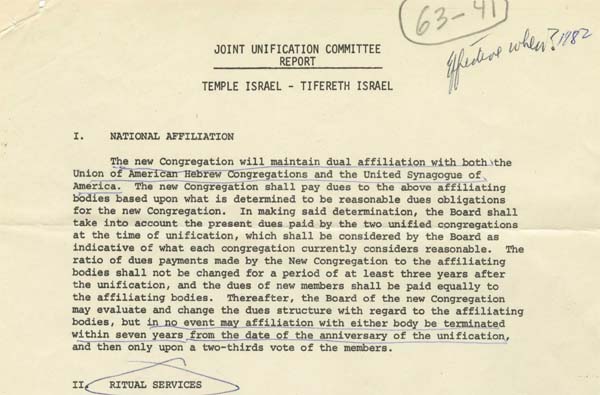 63-41
Effective when? 1982
JOINT UNIFICATION COMMITTEE
REPORT
TEMPLE ISRAEL - TIFERETH ISRAEL
I. NATIONAL AFFILIATION
The new Congregation will maintain dual affiliation with both the
Union of American Hebrew Congregations and the United Synagogue of
America. The new Congregation shall pay dues to the above affiliating
bodies based upon what is determined to be reasonable dues obligations
for the new Congregation. In making said determination, the Board shall
take into account the present dues paid by the two unified congregations
at the time of unification, which shall be considered by the Board as
indicative of what each congregation currently considers reasonable. The
ratio of dues payments made by the New Congregation to the affiliating
bodies shall not be changed for a period of at least three years after
the unification, and the dues of new members shall be paid equally to
the affiliating bodies. Thereafter, the Board of the new Congregation
may evaluate and change the dues structure with regard to the affiliating
bodies, but in no event may affiliation with either body be terminated
within seven years from the date of the anniversary of the unification,
and then only upon a two-thirds vote of the members.
II. RITUAL SERVICES